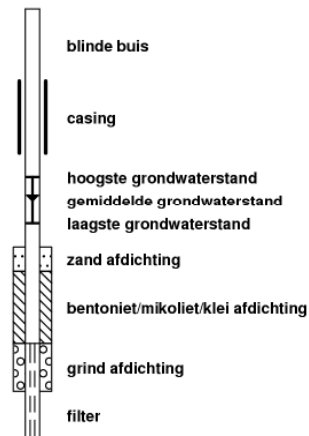 blinde buis
casing
hoogste grondwaterstand
gemiddelde grondwaterstand
laagste grondwaterstand
zand afdichting
bentoniet/mikoliet/klei afdichting
grind afdichting
filter